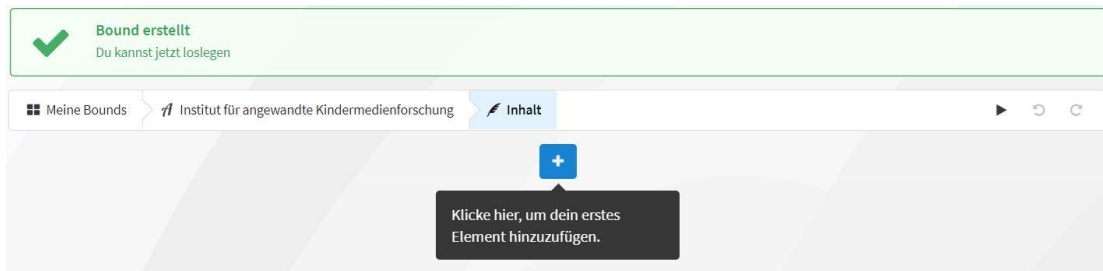 Bound erstellt
Du kannst jetzt loslegen
Meine Bounds Institut für angewandte Kindermedienforschung Inhalt
Klicke hier, um dein erstes
Element hinzuzufügen.